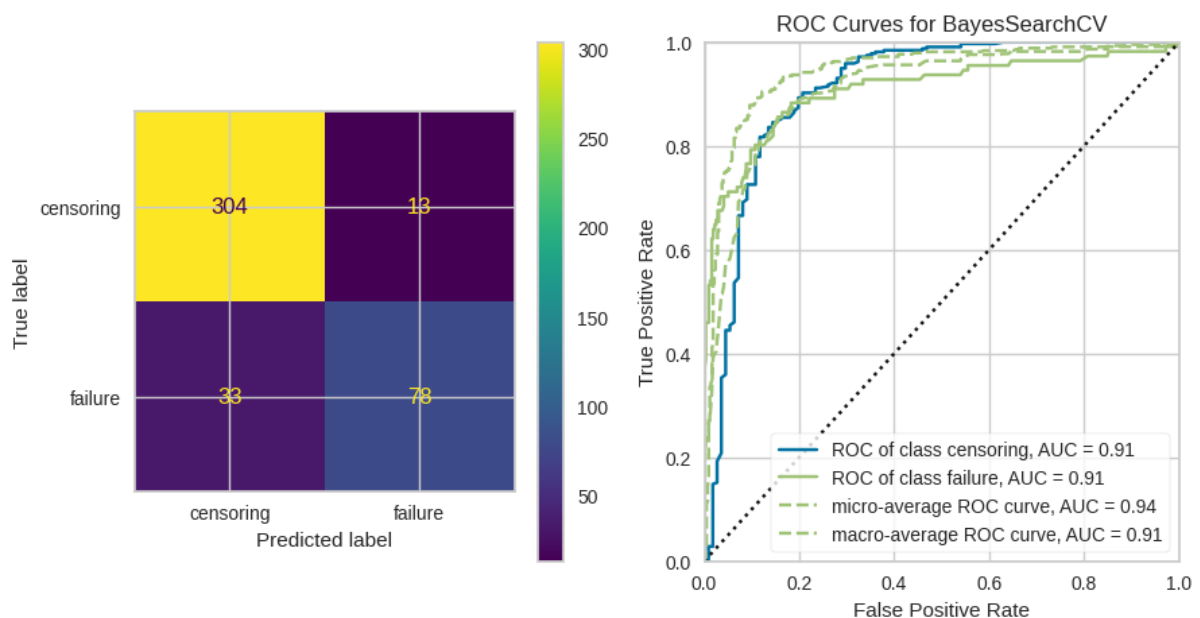 True label
censoring
failure
304
13
33
78
censoring
failure
Predicted label
300
250
200
150
100
50
ROC Curves for BayesSearchCV
True Positive Rate
1.0
0.8
0.6
0.4
0.2
0.0
ROC of class censoring, AUC = 0.91
ROC of class failure, AUC = 0.91
micro-average ROC curve, AUC = 0.94
macro-average ROC curve, AUC = 0.91
0.0
0.2
0.4
0.6
0.8
1.0
False Positive Rate